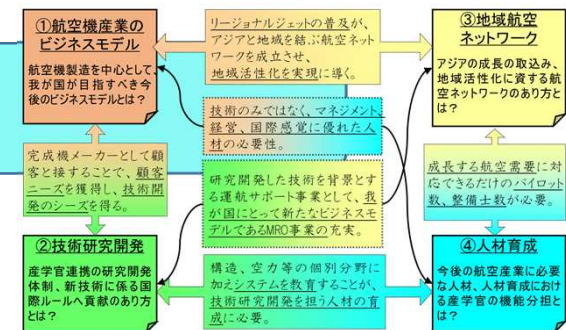 ①航空機産業の
ビジネスモデル
航空機製造を中心として、
我が国が目指すべき今
後のビジネスモデルとは？
リージョナルジェットの普及が、
アジアと地域を結ぶ航空ネット
ワークを成立させ、
地域活性化を実現に導く。
③地域航空
ネットワーク
アジアの成長の取込み、
地域活性化に資する航
空ネットワークのあり方と
は？
技術のみではなく、マネジメント、
経営、国際感覚に優れた人
材の必要性。
完成機メーカーとして顧
客と接することで、顧客
ニーズを獲得し、技術開
発のシーズを得る。
研究開発した技術を背景とす
る運航サポート事業として、我
が国にとって新たなビジネスモ
デルであるMRO事業の充実。
成長する航空需要に対
応できるだけのパイロット
数、整備士数が必要。
②技術研究開発
産学官連携の研究開発
体制、新技術に係る国
際ルールへ貢献のあり方
とは？
構造、空力等の個別分野に
加えシステムを教育することが、
技術研究開発を担う人材の育
成に必要。
④人材育成
今後の航空産業に必要
な人材、人材育成にお
ける産学官の機能分担と
は？